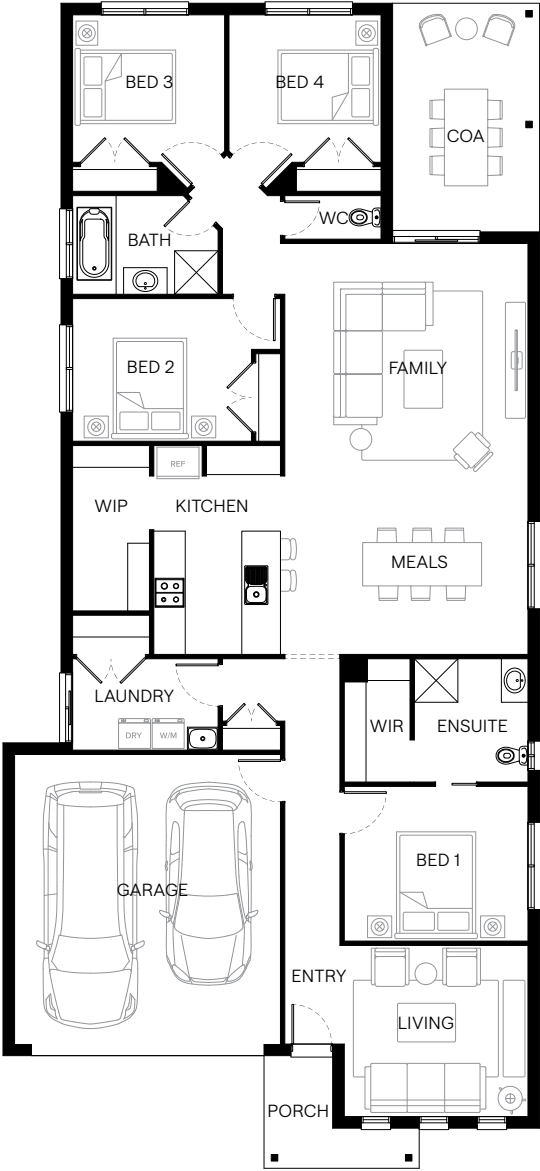 BED 3
BED 4
COA
WC
BATH
BED 2
FAMILY
REF
WIP
KITCHEN
MEALS
LAUNDRY
DRY
W/M
WIR
ENSUITE
BED 1
GARAGE
ENTRY
LIVING
PORCH